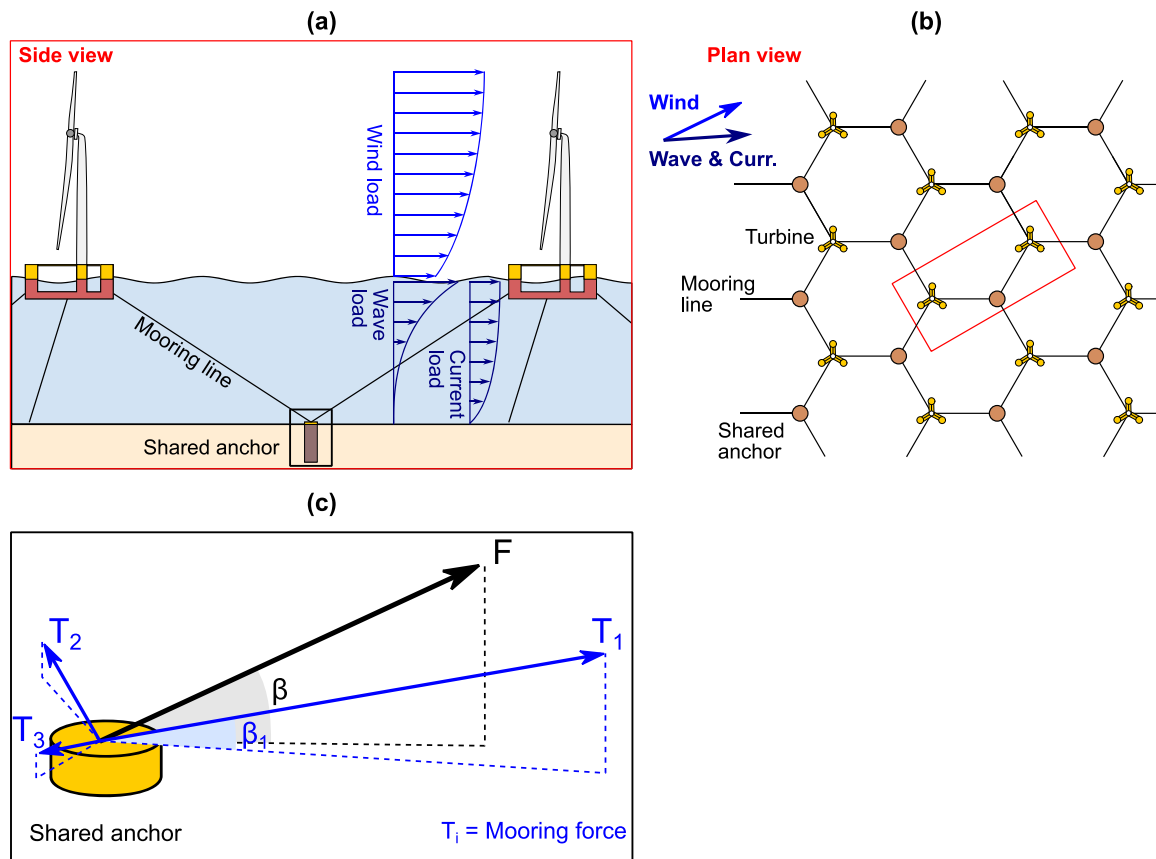 (a)
Side view
Wind load
Wave
load
Current
load
Mooring line
Shared anchor
(b)
Plan view
Wind
Wave & Curr.
Turbine
Mooring
line
Shared
anchor
(c)
F
T₂
T₁
β
T₃
β₁
Shared anchor
Tᵢ = Mooring force